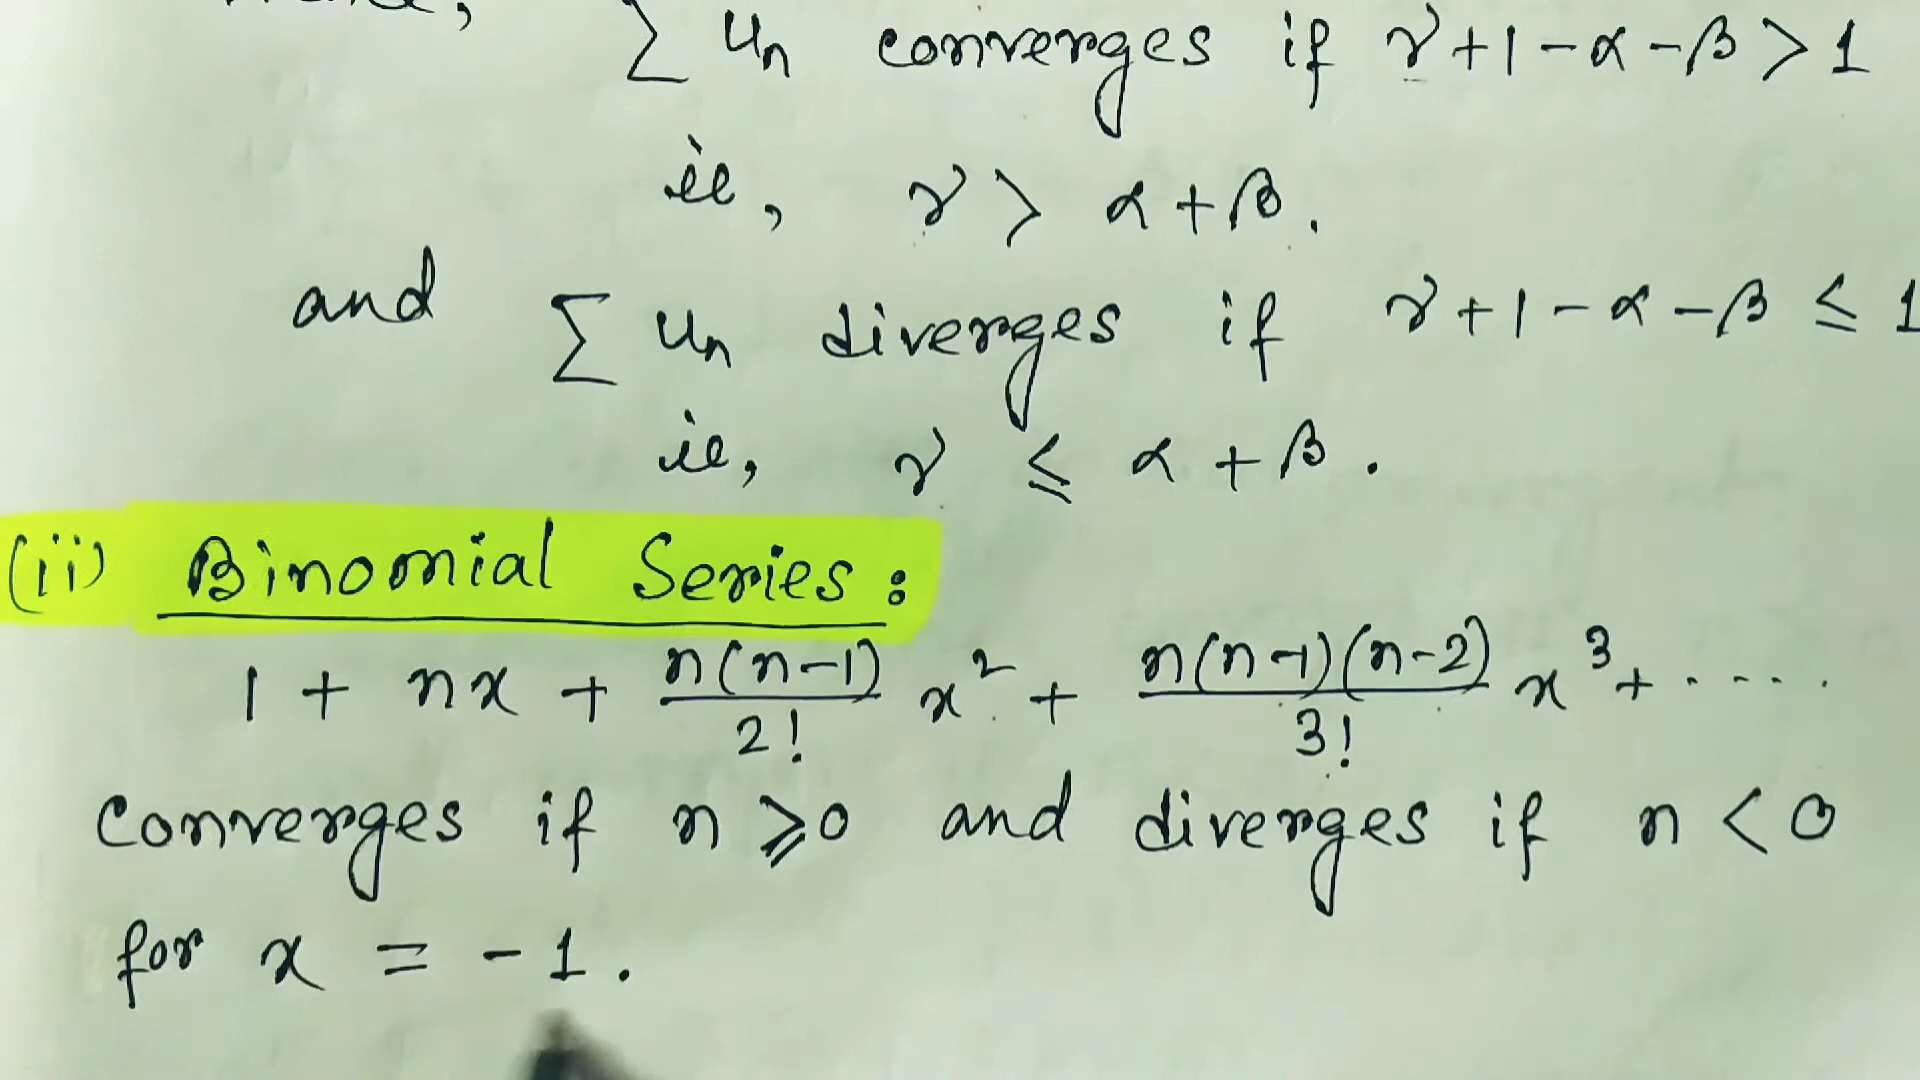 ∑ Un converges if γ+1-α-β > 1
ie, γ > α+β.
and ∑ Un diverges if γ+1-α-β ≤ 1
ie, γ ≤ α+β.
(ii) Binomial Series:
1 + nx + n(n-1)/2! x² + n(n-1)(n-2)/3! x³ + ....
Converges if n ≥ 0 and diverges if n < 0
for x = -1.